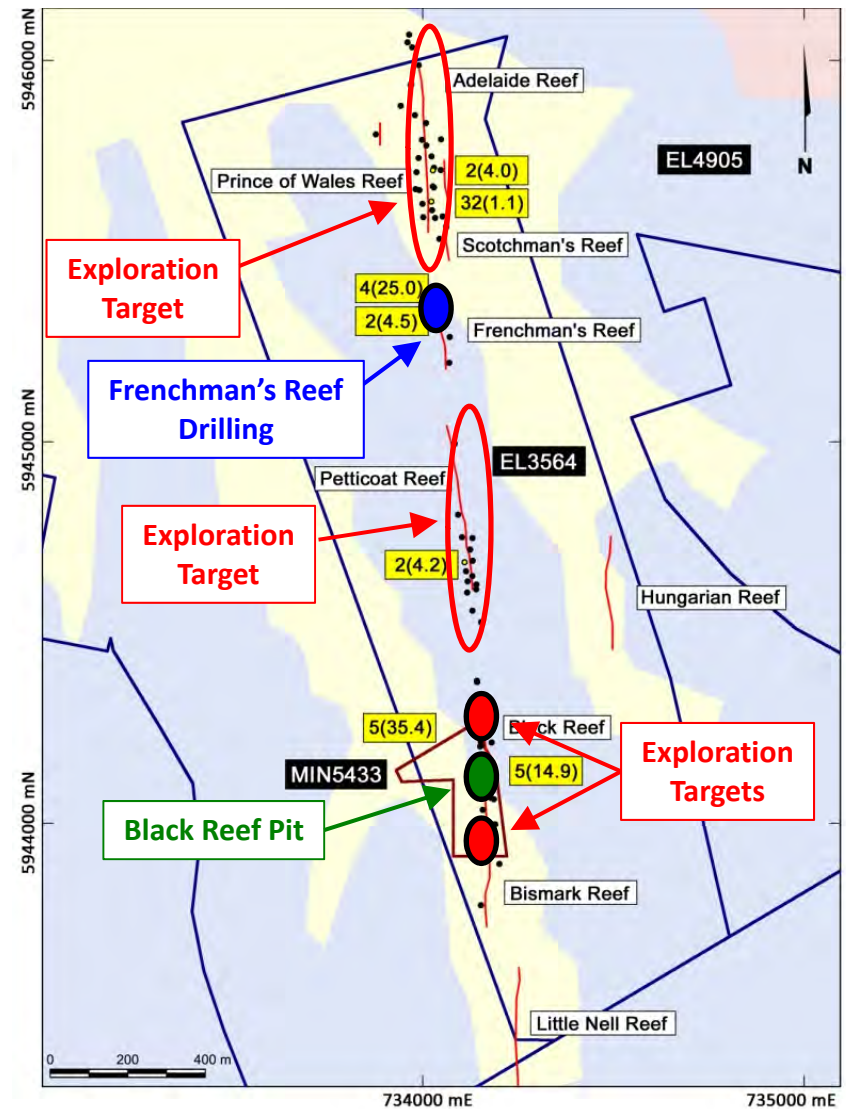 5946000 mN
Adelaide Reef
EL4905
N
Prince of Wales Reef
2(4.0)
32(1.1)
Scotchman's Reef
Exploration
Target
4(25.0)
2(4.5)
Frenchman's Reef
Frenchman's Reef
Drilling
5945000 mN
EL3564
Petticoat Reef
Exploration
Target
2(4.2)
Hungarian Reef
5(35.4)
Black Reef
MIN5433
5(14.9)
Exploration
Targets
Black Reef Pit
5944000 mN
Bismark Reef
Little Nell Reef
0 200 400 m
734000 mE
735000 mE